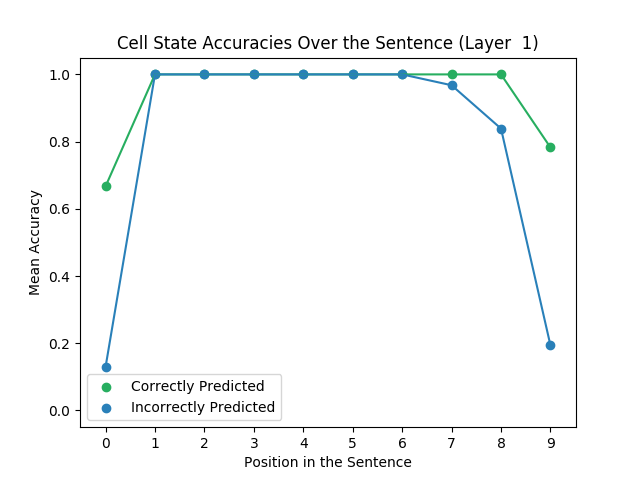 Cell State Accuracies Over the Sentence (Layer  1)
1.0
0.8
0.6
0.4
0.2
0.0
Mean Accuracy
Correctly Predicted
Incorrectly Predicted
0 1 2 3 4 5 6 7 8 9
Position in the Sentence